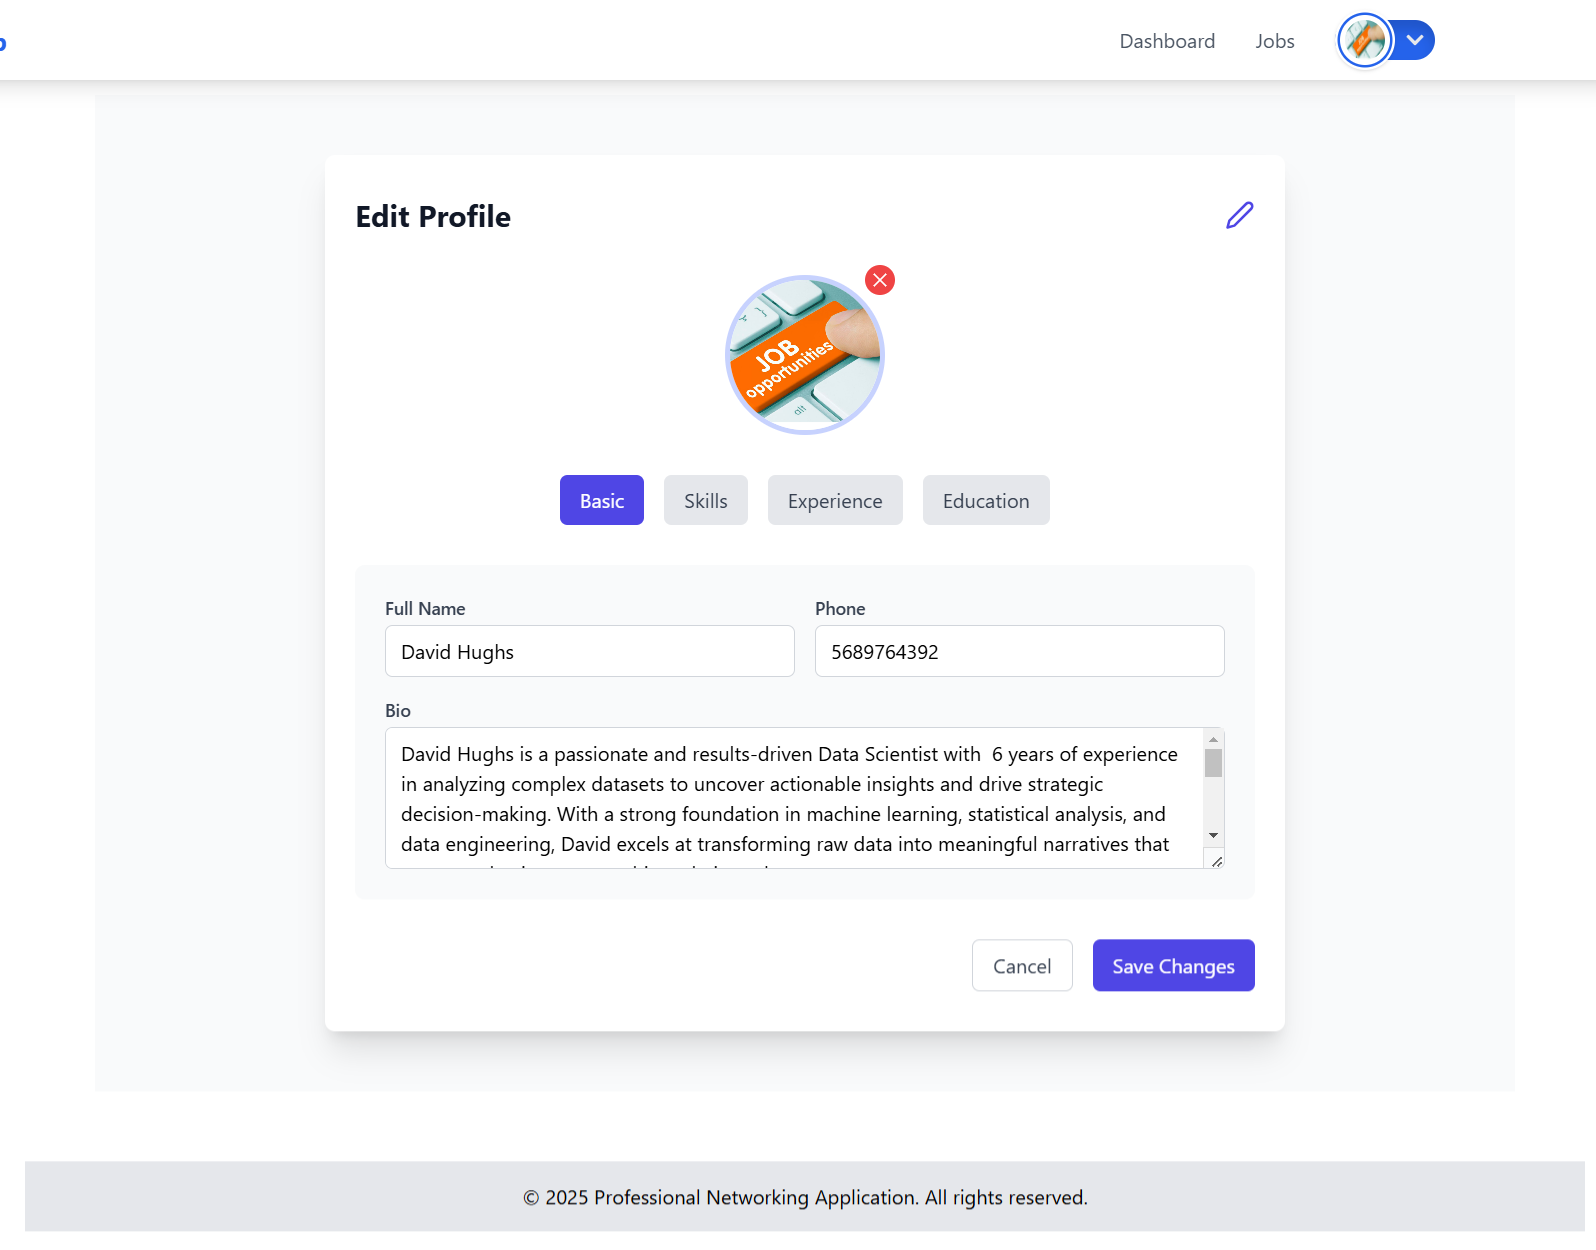 Dashboard
Jobs
Edit Profile
JOB
opportunities
alt
Basic
Skills
Experience
Education
Full Name
Phone
David Hughs
5689764392
Bio
David Hughs is a passionate and results-driven Data Scientist with  6 years of experience
in analyzing complex datasets to uncover actionable insights and drive strategic
decision-making. With a strong foundation in machine learning, statistical analysis, and
data engineering, David excels at transforming raw data into meaningful narratives that
Cancel
Save Changes
© 2025 Professional Networking Application. All rights reserved.